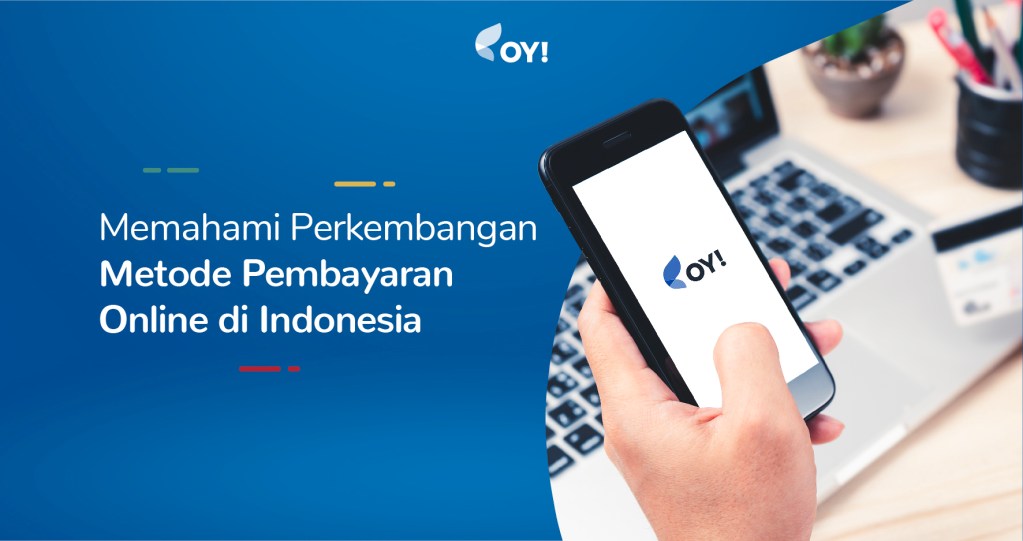 OY!
Memahami Perkembangan
Metode Pembayaran
Online di Indonesia
OY!